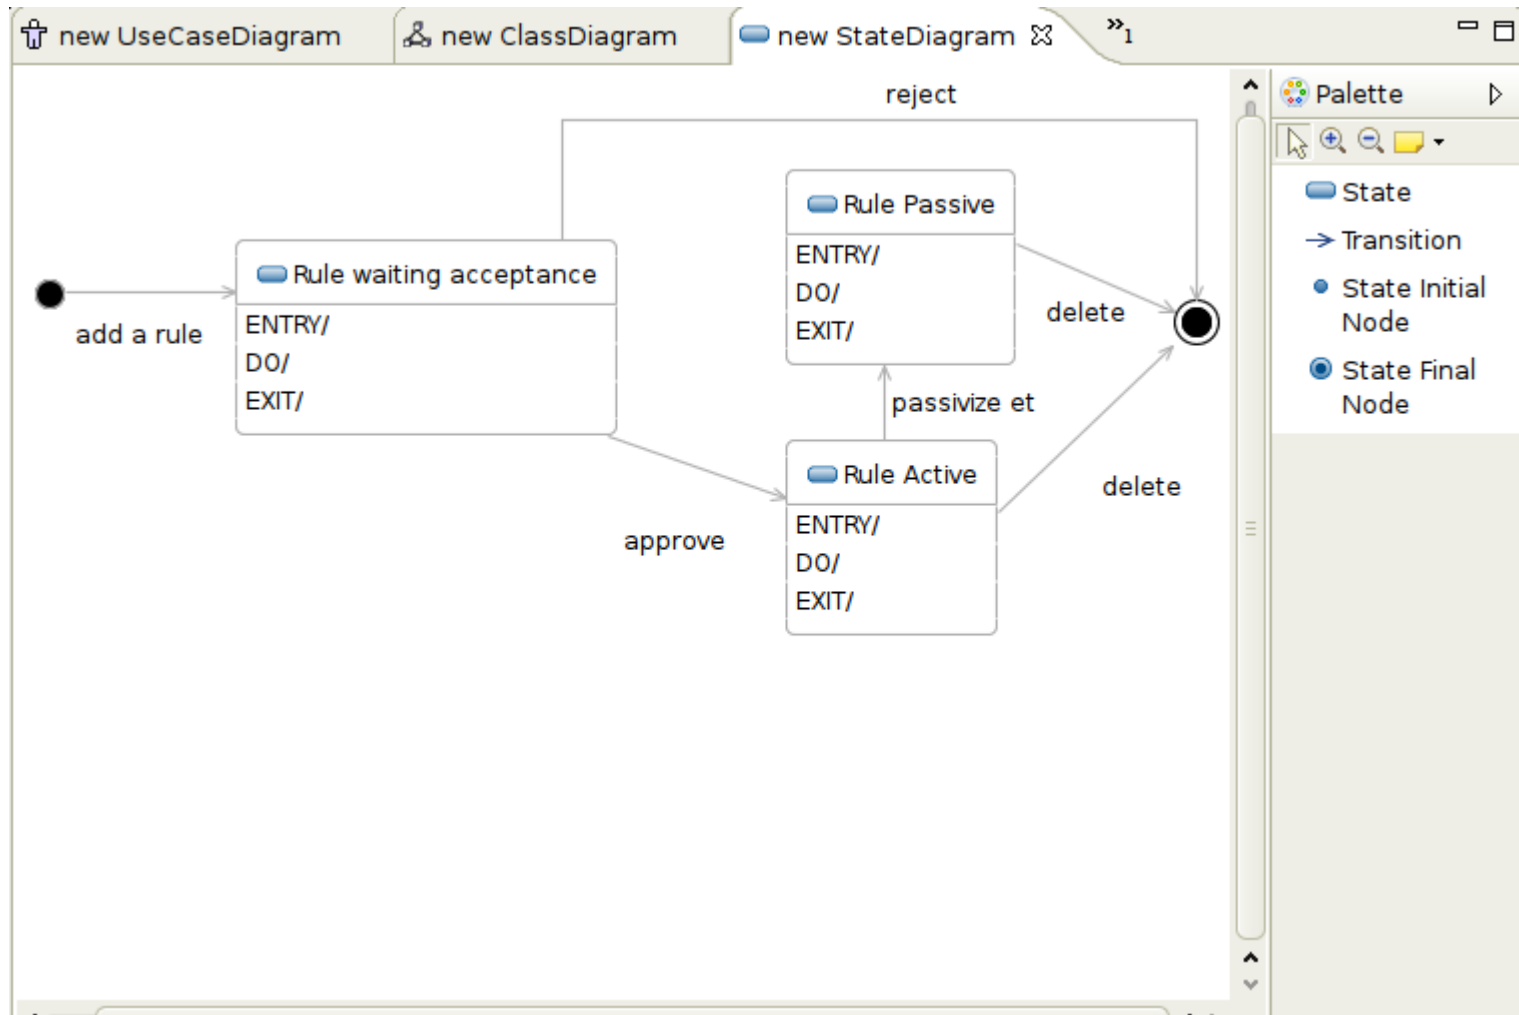 new UseCaseDiagram
new ClassDiagram
new StateDiagram
»1
reject
Palette
Rule Passive
ENTRY/
DO/
EXIT/
State
Transition
State Initial
Node
State Final
Node
Rule waiting acceptance
ENTRY/
DO/
EXIT/
add a rule
delete
passivize et
Rule Active
ENTRY/
DO/
EXIT/
delete
approve